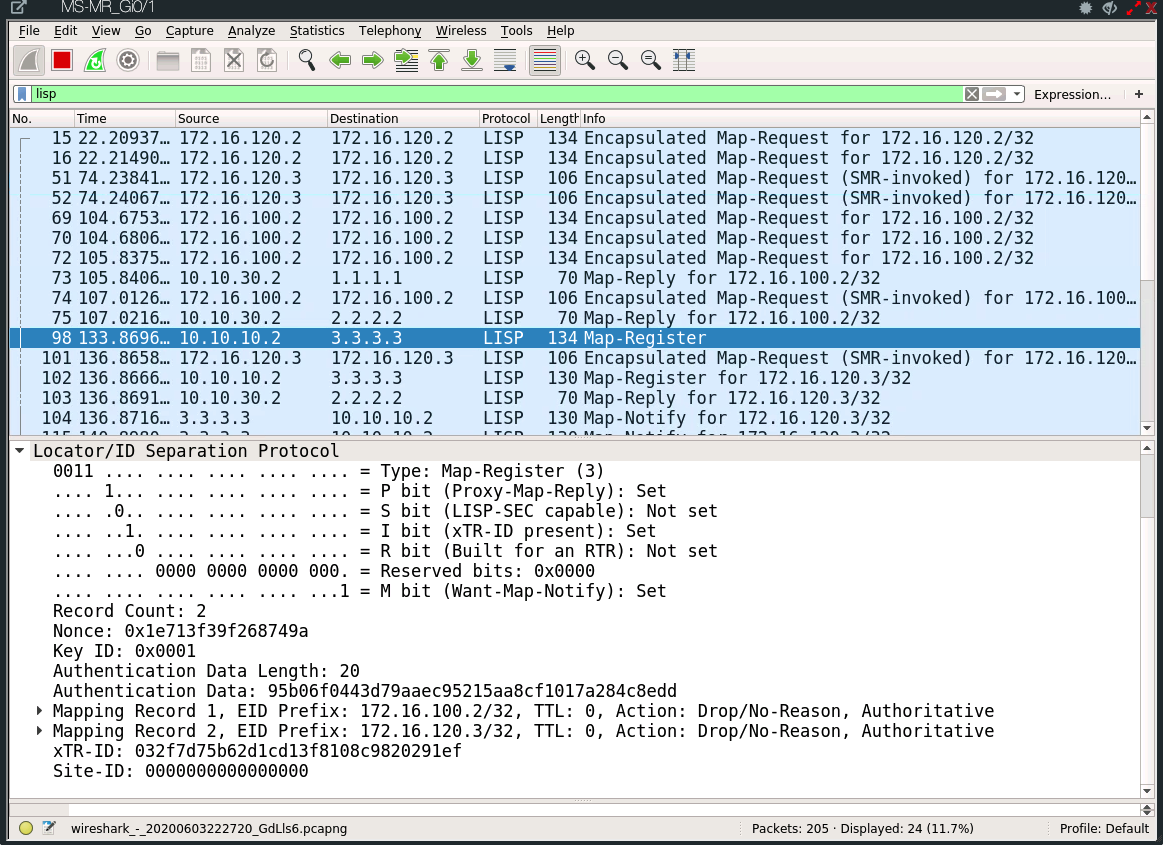 MS-MR_Gi0/1
File Edit View Go Capture Analyze Statistics Telephony Wireless Tools Help
lisp Expression... +
No. Time Source Destination Protocol Length Info
15 22.20937… 172.16.120.2 172.16.120.2 LISP 134 Encapsulated Map-Request for 172.16.120.2/32
16 22.21490… 172.16.120.2 172.16.120.2 LISP 134 Encapsulated Map-Request for 172.16.120.2/32
51 74.23841… 172.16.120.3 172.16.120.3 LISP 106 Encapsulated Map-Request (SMR-invoked) for 172.16.120…
52 74.24067… 172.16.120.3 172.16.120.3 LISP 106 Encapsulated Map-Request (SMR-invoked) for 172.16.120…
69 104.6753… 172.16.100.2 172.16.100.2 LISP 134 Encapsulated Map-Request for 172.16.100.2/32
70 104.6806… 172.16.100.2 172.16.100.2 LISP 134 Encapsulated Map-Request for 172.16.100.2/32
72 105.8375… 172.16.100.2 172.16.100.2 LISP 134 Encapsulated Map-Request for 172.16.100.2/32
73 105.8406… 10.10.30.2 1.1.1.1 LISP 70 Map-Reply for 172.16.100.2/32
74 107.0126… 172.16.100.2 172.16.100.2 LISP 106 Encapsulated Map-Request (SMR-invoked) for 172.16.100…
75 107.0216… 10.10.30.2 2.2.2.2 LISP 70 Map-Reply for 172.16.100.2/32
98 133.8696… 10.10.10.2 3.3.3.3 LISP 134 Map-Register
101 136.8658… 172.16.120.3 172.16.120.3 LISP 106 Encapsulated Map-Request (SMR-invoked) for 172.16.120…
102 136.8666… 10.10.10.2 3.3.3.3 LISP 130 Map-Register for 172.16.120.3/32
103 136.8691… 10.10.30.2 2.2.2.2 LISP 70 Map-Reply for 172.16.120.3/32
104 136.8716… 3.3.3.3 10.10.10.2 LISP 130 Map-Notify for 172.16.120.3/32
Locator/ID Separation Protocol
0011 .... .... .... .... .... = Type: Map-Register (3)
.... 1... .... .... .... .... = P bit (Proxy-Map-Reply): Set
.... .0.. .... .... .... .... = S bit (LISP-SEC capable): Not set
.... ..1. .... .... .... .... = I bit (xTR-ID present): Set
.... ...0 .... .... .... .... = R bit (Built for an RTR): Not set
.... .... 0000 0000 0000 000. = Reserved bits: 0x0000
.... .... .... .... .... ...1 = M bit (Want-Map-Notify): Set
Record Count: 2
Nonce: 0x1e713f39f268749a
Key ID: 0x0001
Authentication Data Length: 20
Authentication Data: 95b06f0443d79aaec95215aa8cf1017a284c8edd
Mapping Record 1, EID Prefix: 172.16.100.2/32, TTL: 0, Action: Drop/No-Reason, Authoritative
Mapping Record 2, EID Prefix: 172.16.120.3/32, TTL: 0, Action: Drop/No-Reason, Authoritative
xTR-ID: 032f7d75b62d1cd13f8108c9820291ef
Site-ID: 0000000000000000
wireshark_-_20200603222720_GdLls6.pcapng Packets: 205 · Displayed: 24 (11.7%) Profile: Default